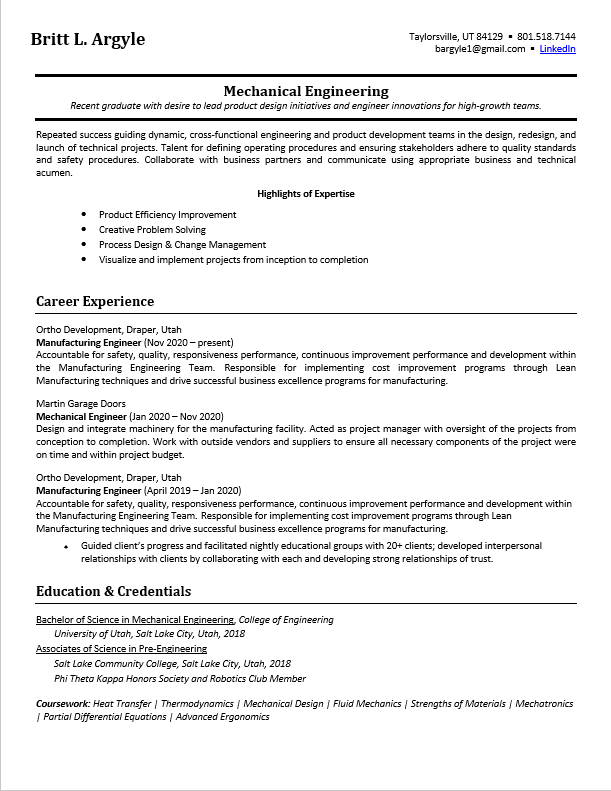 Britt L. Argyle
Taylorsville, UT 84129 ▪ 801.518.7144
bargyle1@gmail.com ▪ LinkedIn
Mechanical Engineering
Recent graduate with desire to lead product design initiatives and engineer innovations for high-growth teams.
Repeated success guiding dynamic, cross-functional engineering and product development teams in the design, redesign, and
launch of technical projects. Talent for defining operating procedures and ensuring stakeholders adhere to quality standards
and safety procedures. Collaborate with business partners and communicate using appropriate business and technical
acumen.
Highlights of Expertise
• Product Efficiency Improvement
• Creative Problem Solving
• Process Design & Change Management
• Visualize and implement projects from inception to completion
Career Experience
Ortho Development, Draper, Utah
Manufacturing Engineer (Nov 2020 – present)
Accountable for safety, quality, responsiveness performance, continuous improvement performance and development within
the Manufacturing Engineering Team. Responsible for implementing cost improvement programs through Lean
Manufacturing techniques and drive successful business excellence programs for manufacturing.
Martin Garage Doors
Mechanical Engineer (Jan 2020 – Nov 2020)
Design and integrate machinery for the manufacturing facility. Acted as project manager with oversight of the projects from
conception to completion. Work with outside vendors and suppliers to ensure all necessary components of the project were
on time and within project budget.
Ortho Development, Draper, Utah
Manufacturing Engineer (April 2019 – Jan 2020)
Accountable for safety, quality, responsiveness performance, continuous improvement performance and development within
the Manufacturing Engineering Team. Responsible for implementing cost improvement programs through Lean
Manufacturing techniques and drive successful business excellence programs for manufacturing.
• Guided client's progress and facilitated nightly educational groups with 20+ clients; developed interpersonal
relationships with clients by collaborating with each and developing strong relationships of trust.
Education & Credentials
Bachelor of Science in Mechanical Engineering, College of Engineering
University of Utah, Salt Lake City, Utah, 2018
Associates of Science in Pre-Engineering
Salt Lake Community College, Salt Lake City, Utah, 2018
Phi Theta Kappa Honors Society and Robotics Club Member
Coursework: Heat Transfer | Thermodynamics | Mechanical Design | Fluid Mechanics | Strengths of Materials | Mechatronics
| Partial Differential Equations | Advanced Ergonomics